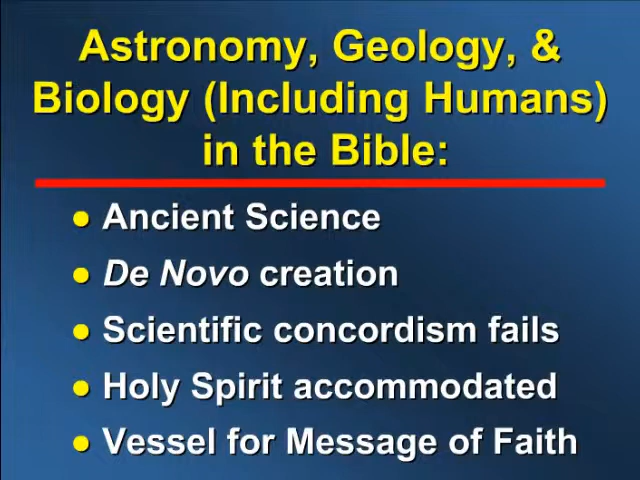 Astronomy, Geology, &
Biology (Including Humans)
in the Bible:
● Ancient Science
● De Novo creation
● Scientific concordism fails
● Holy Spirit accommodated
● Vessel for Message of Faith